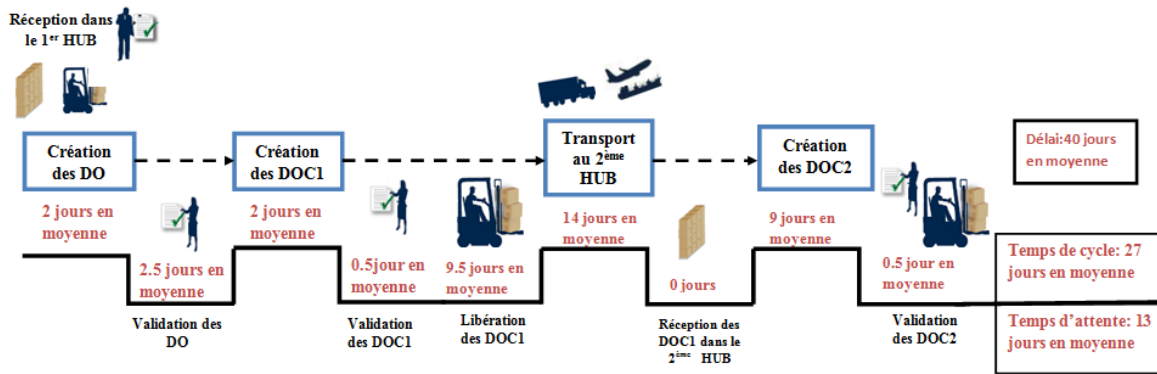 Réception dans
le 1er HUB
Création
des DO
Création
des DOC1
Transport
au 2ème
HUB
Création
des DOC2
Délai:40 jours
en moyenne
2 jours en
moyenne
2 jours en
moyenne
14 jours en
moyenne
9 jours en
moyenne
2.5 jours en
moyenne
0.5jour en
moyenne
9.5 jours en
moyenne
0 jours
0.5 jour en
moyenne
Temps de cycle: 27
jours en moyenne
Validation des
DO
Validation
des DOC1
Libération
des DOC1
Réception des
DOC1 dans le
2ème HUB
Validation
des DOC2
Temps d'attente: 13
jours en moyenne